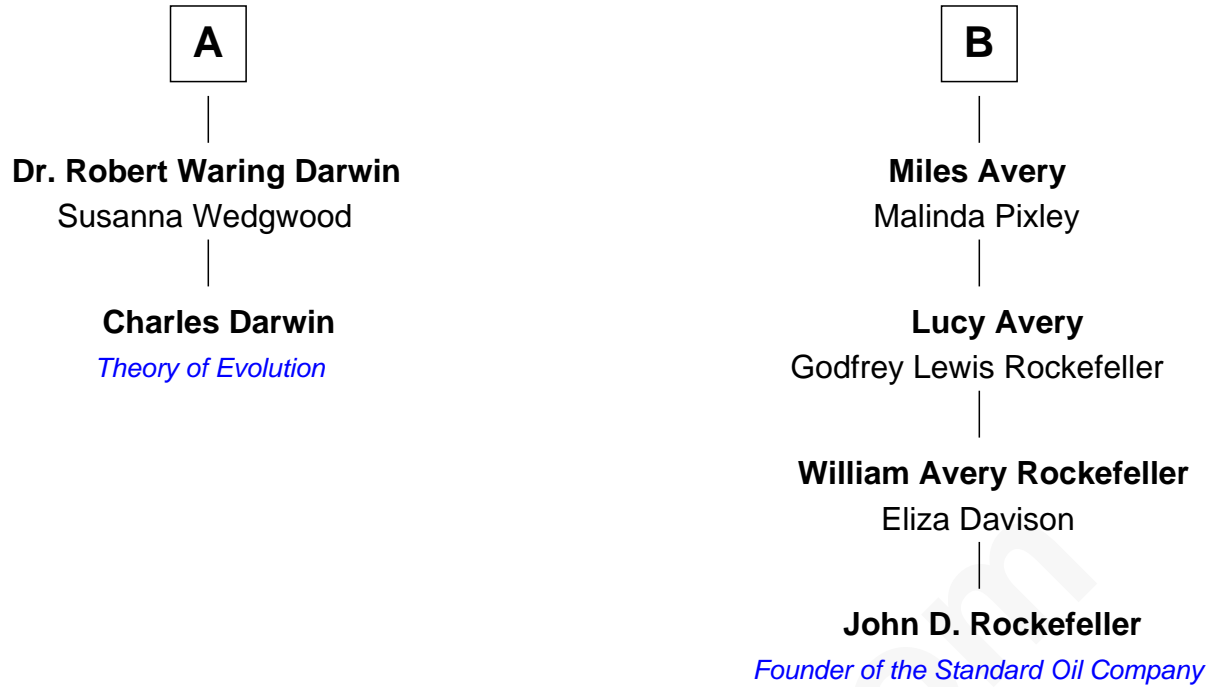 A
Dr. Robert Waring Darwin
Susanna Wedgwood
Charles Darwin
Theory of Evolution
B
Miles Avery
Malinda Pixley
Lucy Avery
Godfrey Lewis Rockefeller
William Avery Rockefeller
Eliza Davison
John D. Rockefeller
Founder of the Standard Oil Company